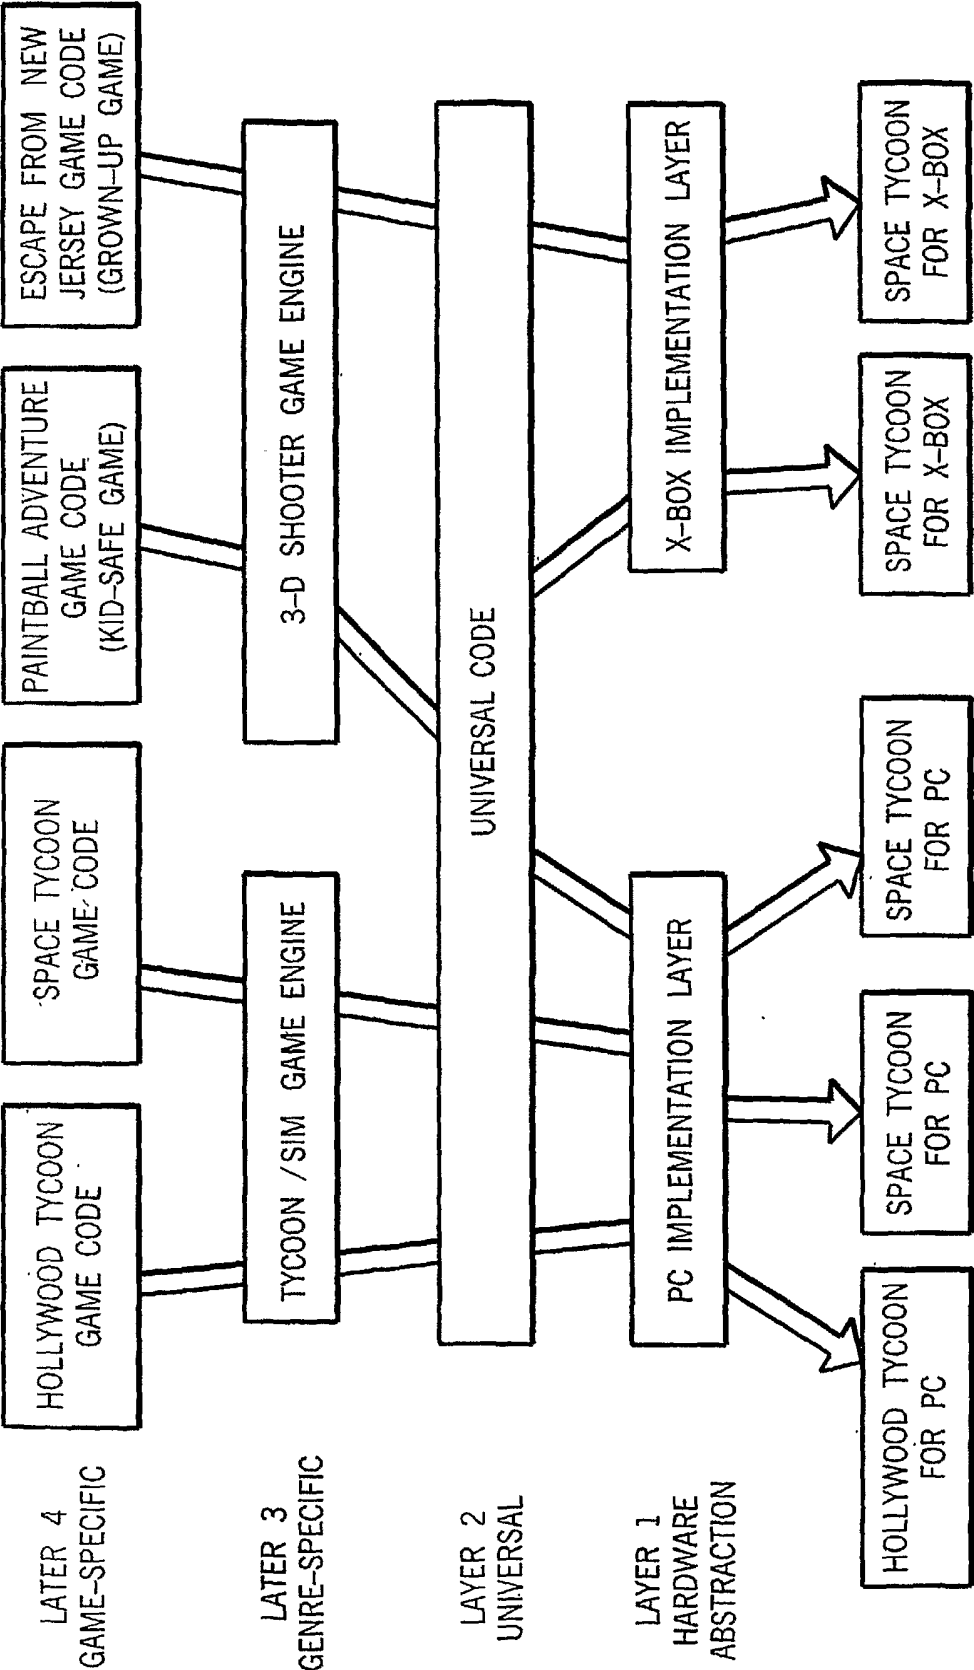 LATER 4
GAME-SPECIFIC
HOLLYWOOD TYCOON
GAME CODE
SPACE TYCOON
GAME CODE
PAINTBALL ADVENTURE
GAME CODE
(KID-SAFE GAME)
ESCAPE FROM NEW
JERSEY GAME CODE
(GROWN-UP GAME)
LATER 3
GENRE-SPECIFIC
TYCOON /SIM GAME ENGINE
3-D SHOOTER GAME ENGINE
LAYER 2
UNIVERSAL
UNIVERSAL CODE
LAYER 1
HARDWARE
ABSTRACTION
PC IMPLEMENTATION LAYER
X-BOX IMPLEMENTATION LAYER
HOLLYWOOD TYCOON
FOR PC
SPACE TYCOON
FOR PC
SPACE TYCOON
FOR PC
SPACE TYCOON
FOR X-BOX
SPACE TYCOON
FOR X-BOX